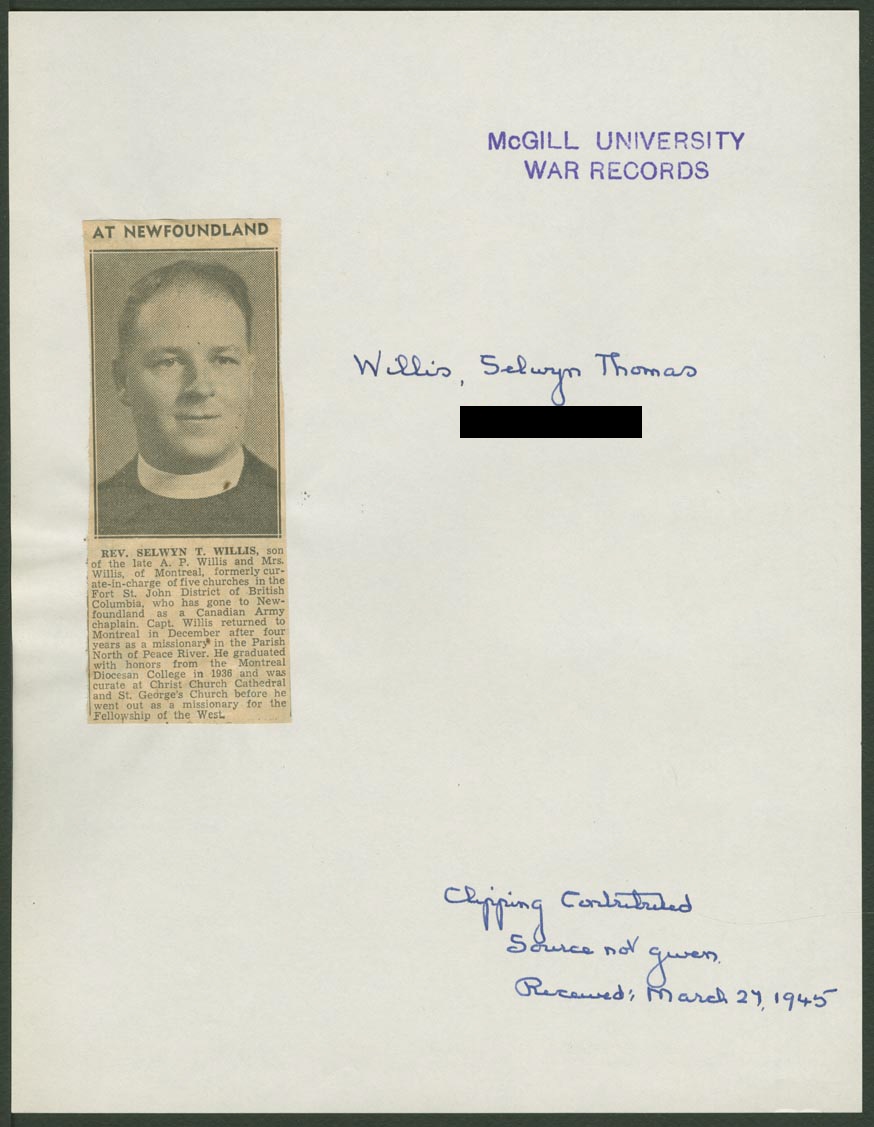 McGILL UNIVERSITY
WAR RECORDS
AT NEWFOUNDLAND
Willis, Selwyn Thomas
REV. SELWYN T. WILLIS, son
of the late A. P. Willis and Mrs.
Willis, of Montreal, formerly cur-
ate-in-charge of five churches in the
Fort St. John District of British
Columbia, who has gone to New-
foundland as a Canadian Army
chaplain. Capt. Willis returned to
Montreal in December after four
years as a missionary in the Parish
North of Peace River. He graduated
with honors from the Montreal
Diocesan College in 1936 and was
curate at Christ Church Cathedral
and St. George's Church before he
went out as a missionary for the
Fellowship of the West.
Clipping Contributed
Source not given.
Received: March 27, 1945